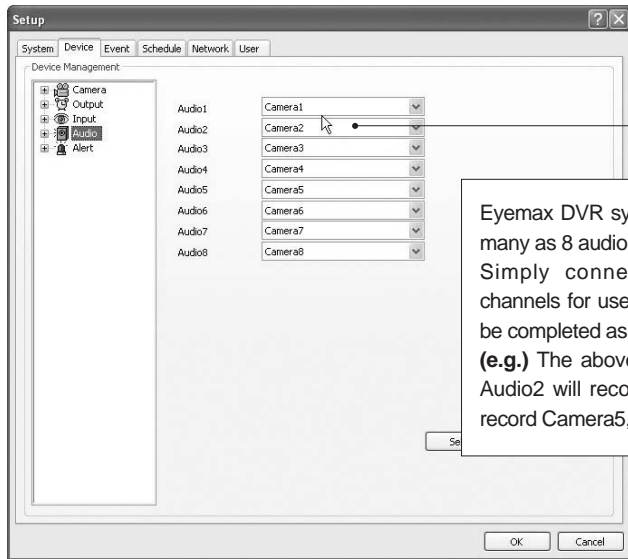 Setup
System Device Event Schedule Network User
Device Management
Camera
Output
Input
Audio
Alert
Audio1 Camera1
Audio2 Camera2
Audio3 Camera3
Audio4 Camera4
Audio5 Camera5
Audio6 Camera6
Audio7 Camera7
Audio8 Camera8
Eyemax DVR sy
many as 8 audio
Simply conne
channels for use
be completed as
(e.g.) The above
Audio2 will reco
record Camera5,
Se
OK Cancel